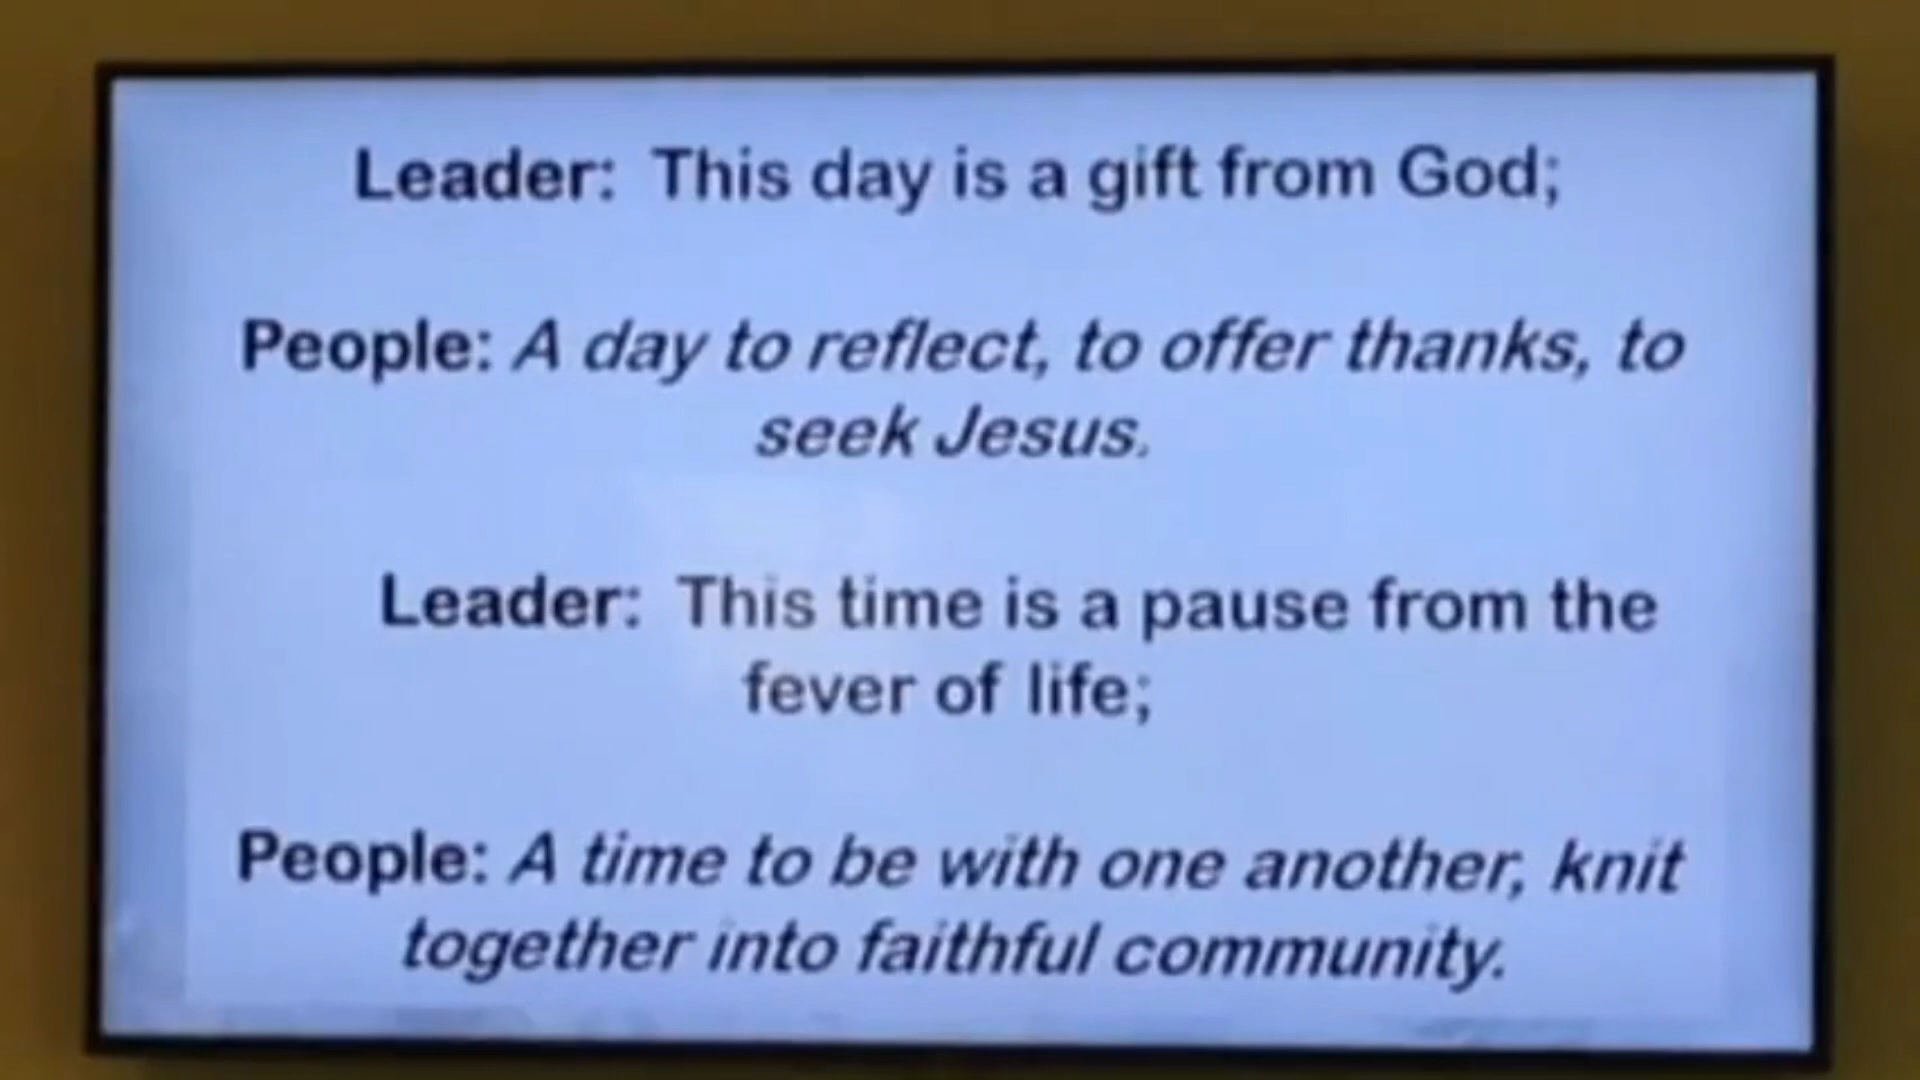 Leader: This day is a gift from God;
People: A day to reflect, to offer thanks, to
seek Jesus.
Leader: This time is a pause from the
fever of life;
People: A time to be with one another, knit
together into faithful community.